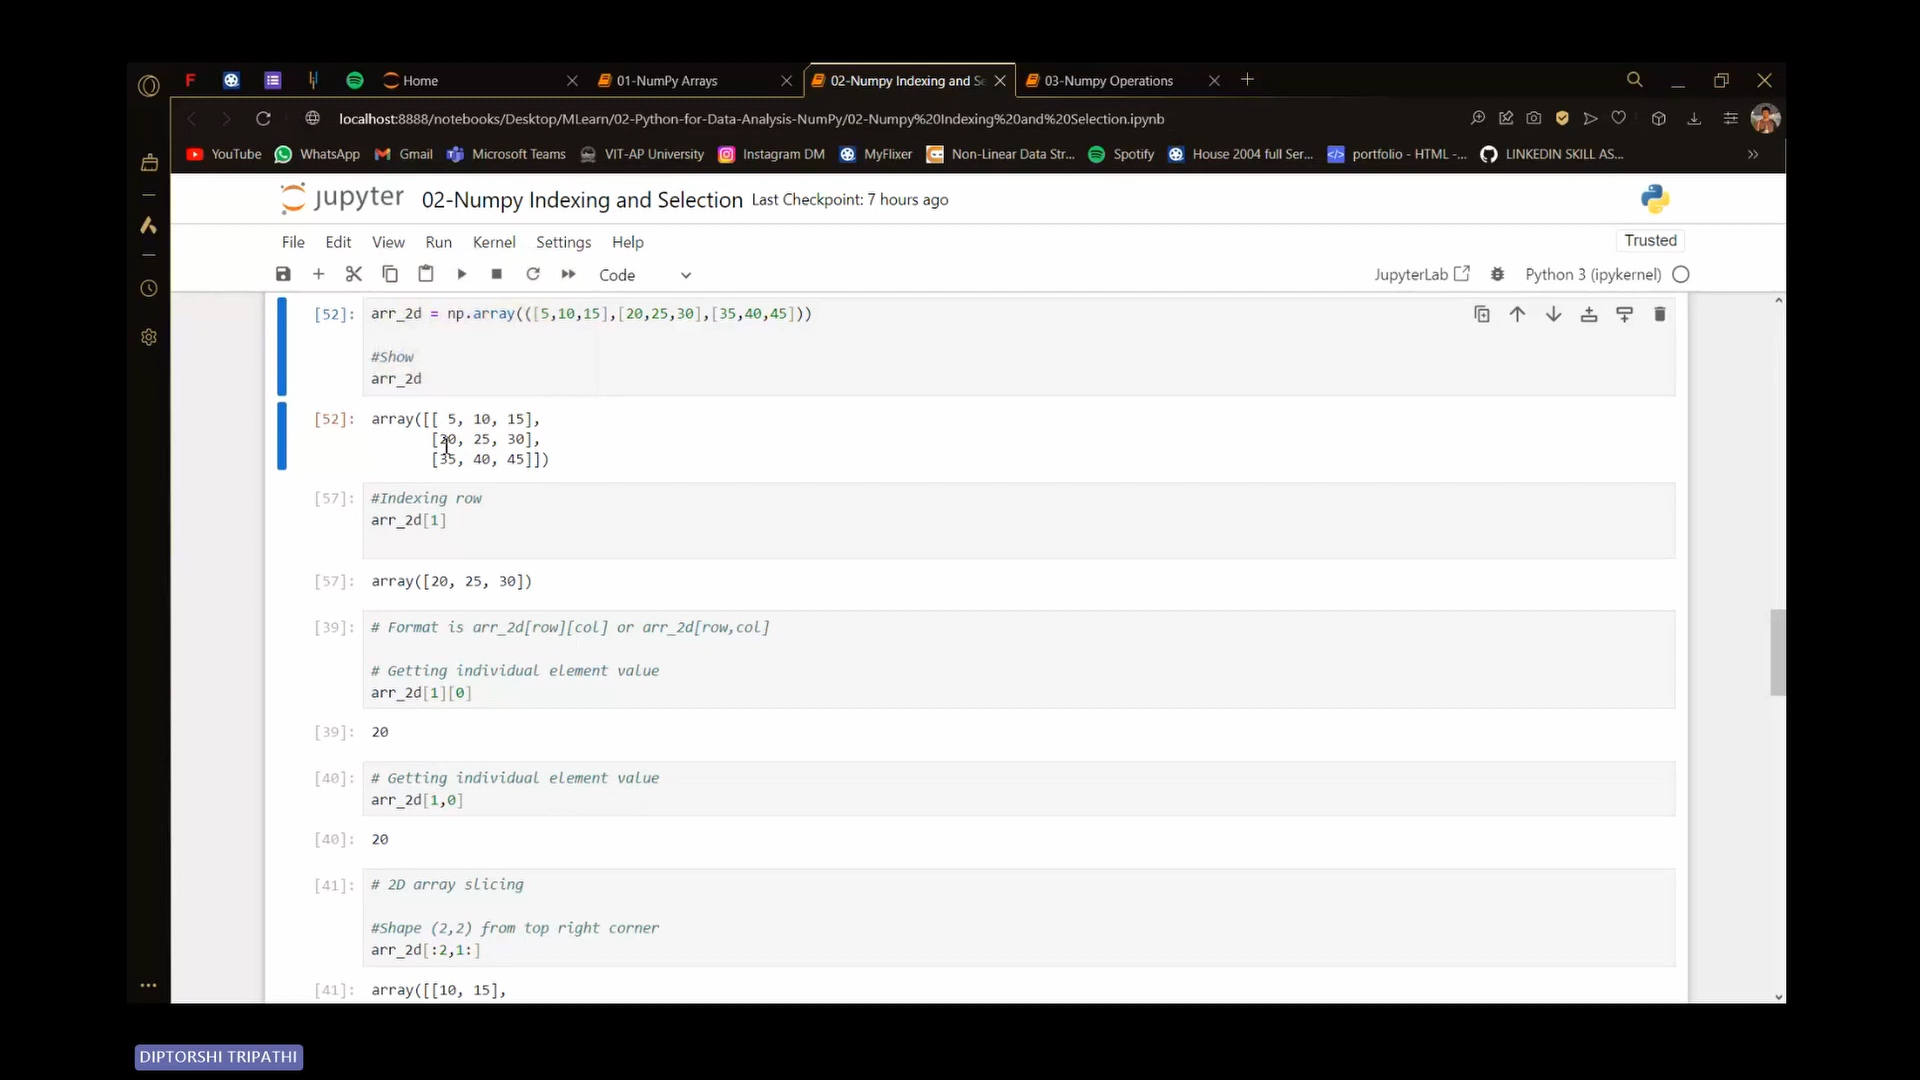 F
Home
01-NumPy Arrays
02-Numpy Indexing and Se
03-Numpy Operations
localhost:8888/notebooks/Desktop/MLearn/02-Python-for-Data-Analysis-NumPy/02-Numpy%20Indexing%20and%20Selection.ipynb
YouTube WhatsApp Gmail Microsoft Teams VIT-AP University Instagram DM MyFlixer Non-Linear Data Str... Spotify House 2004 full Ser... portfolio - HTML -... LINKEDIN SKILL AS...
jupyter 02-Numpy Indexing and Selection Last Checkpoint: 7 hours ago
File Edit View Run Kernel Settings Help Trusted
Code JupyterLab Python 3 (ipykernel)
[52]: arr_2d = np.array(([5,10,15],[20,25,30],[35,40,45]))
#Show
arr_2d
[52]: array([[ 5, 10, 15],
[20, 25, 30],
[35, 40, 45]])
[57]: #Indexing row
arr_2d[1]
[57]: array([20, 25, 30])
[39]: # Format is arr_2d[row][col] or arr_2d[row,col]
# Getting individual element value
arr_2d[1][0]
[39]: 20
[40]: # Getting individual element value
arr_2d[1,0]
[40]: 20
[41]: # 2D array slicing
#Shape (2,2) from top right corner
arr_2d[:2,1:]
[41]: array([[10, 15],
DIPTORSHI TRIPATHI